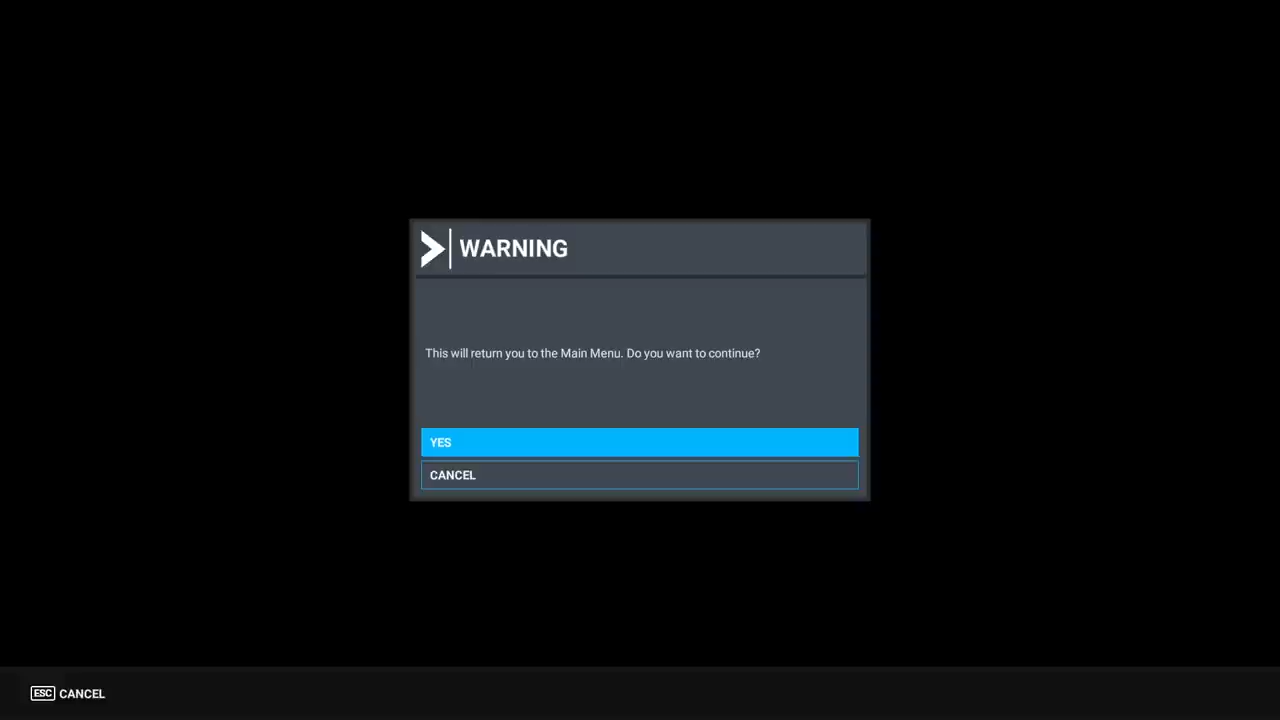 WARNING
This will return you to the Main Menu. Do you want to continue?
YES
CANCEL
ESC CANCEL